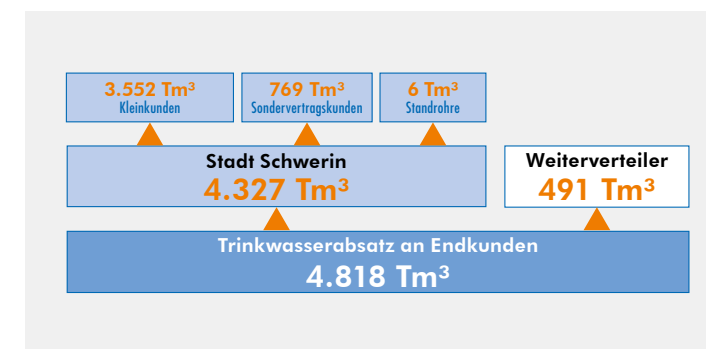 3.552 Tm³
Kleinkunden
769 Tm³
Sondervertragskunden
6 Tm³
Standrohre
Stadt Schwerin
4.327 Tm³
Weiterverteiler
491 Tm³
Trinkwasserabsatz an Endkunden
4.818 Tm³